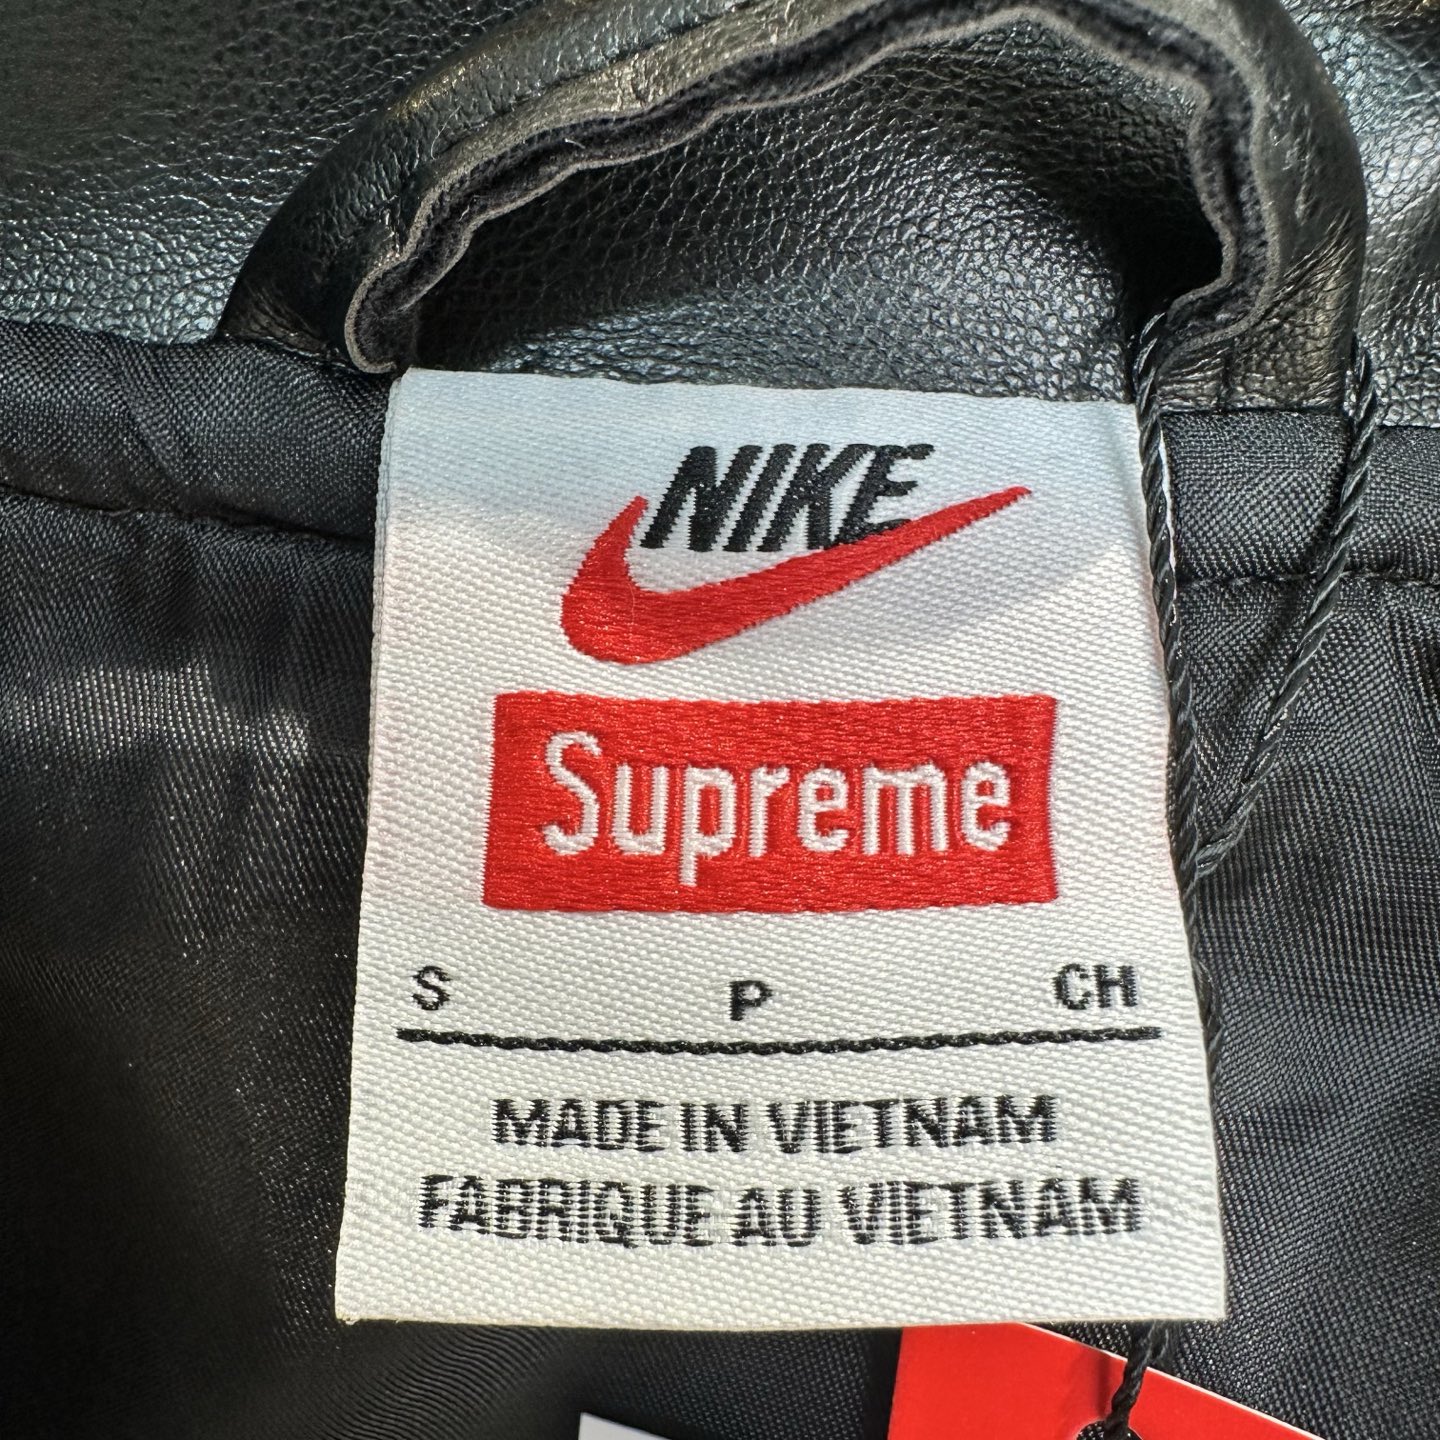 NIKE
Supreme
S P CH
MADE IN VIETNAM
FABRIQUE AU VIETNAM